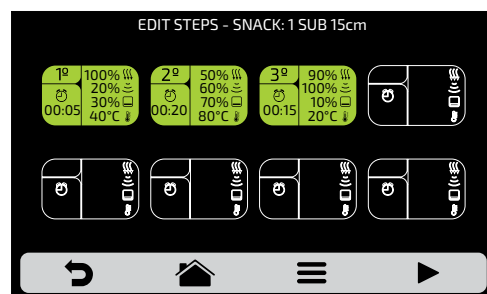 EDIT STEPS - SNACK: 1 SUB 15cm
1º 100%
20%
30%
00:05 40°C
2º 50%
60%
70%
00:20 80°C
3º 90%
100%
10%
00:15 20°C